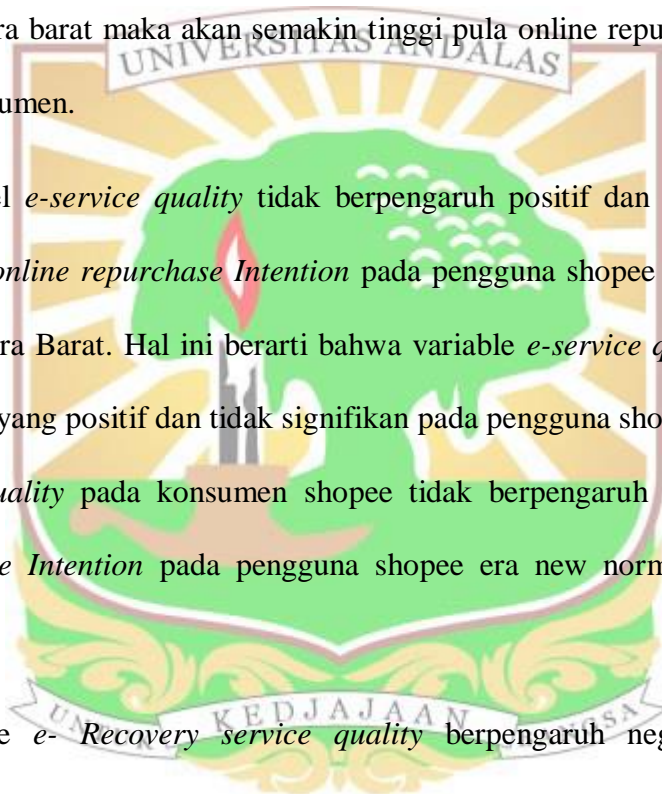 ra barat maka akan semakin tinggi pula online repu
UNIVERSITAS ANDALAS
umen.
el e-service quality tidak berpengaruh positif dan
online repurchase Intention pada pengguna shopee
ra Barat. Hal ini berarti bahwa variable e-service q
yang positif dan tidak signifikan pada pengguna sho
uality pada konsumen shopee tidak berpengaruh
e Intention pada pengguna shopee era new norm
UNTUK KEDJAJAAN BANGSA
e e- Recovery service quality berpengaruh neg